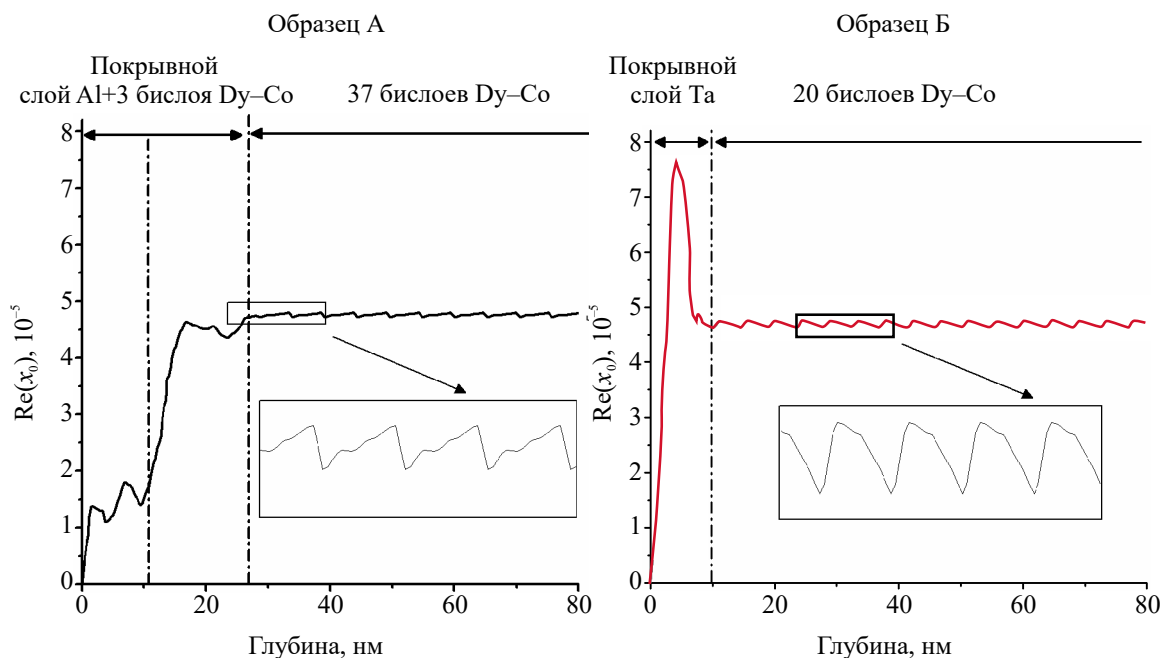 Образец А
Покрывной
слой Al+3 бислоя Dy–Co
37 бислоев Dy–Co
8
7
6
5
4
3
2
1
0
Re(x₀), 10⁻⁵
0
20
40
60
80
Глубина, нм
Образец Б
Покрывной
слой Ta
20 бислоев Dy–Co
8
7
6
5
4
3
2
1
0
Re(x₀), 10⁻⁵
0
20
40
60
80
Глубина, нм